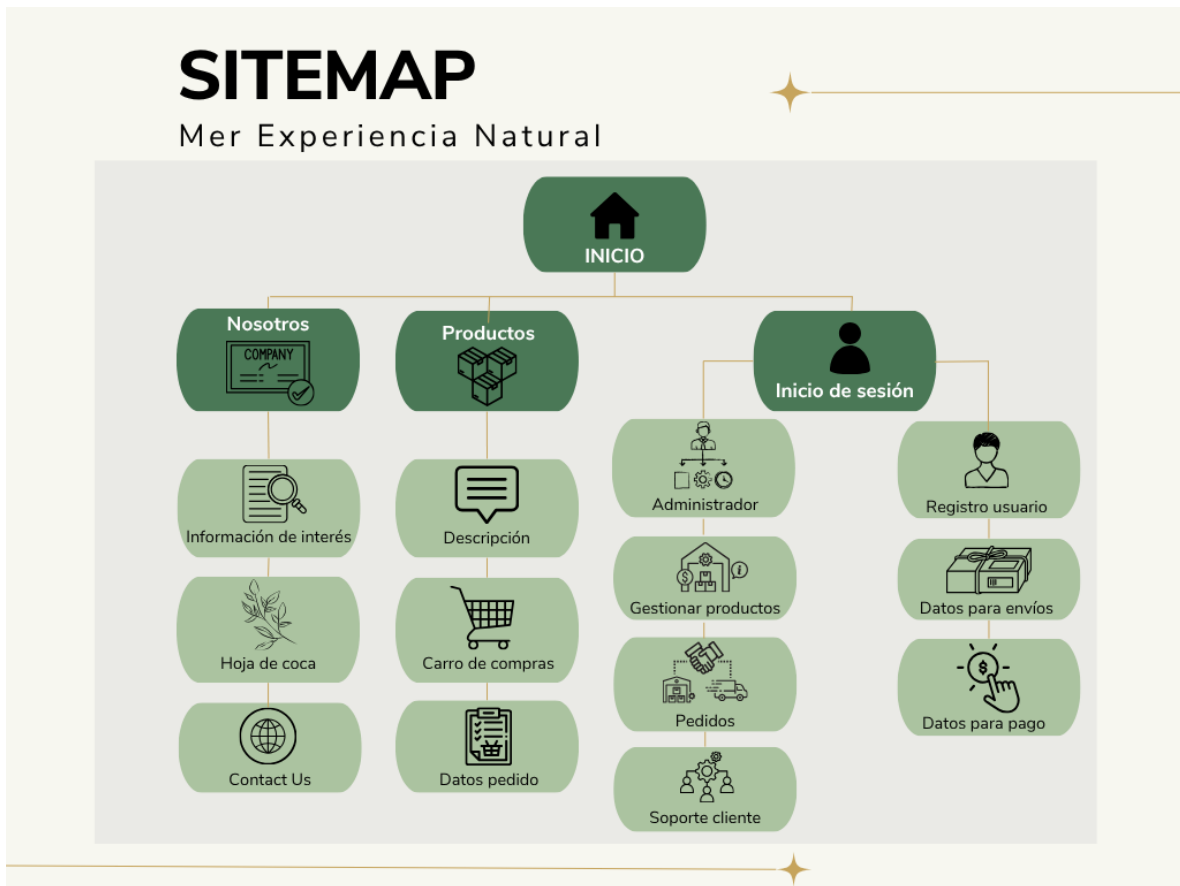 SITEMAP
Mer Experiencia Natural
INICIO
Nosotros
COMPANY
Productos
Inicio de sesión
Información de interés
Hoja de coca
Contact Us
Descripción
Carro de compras
Datos pedido
Administrador
Gestionar productos
Pedidos
Soporte cliente
Registro usuario
Datos para envíos
Datos para pago